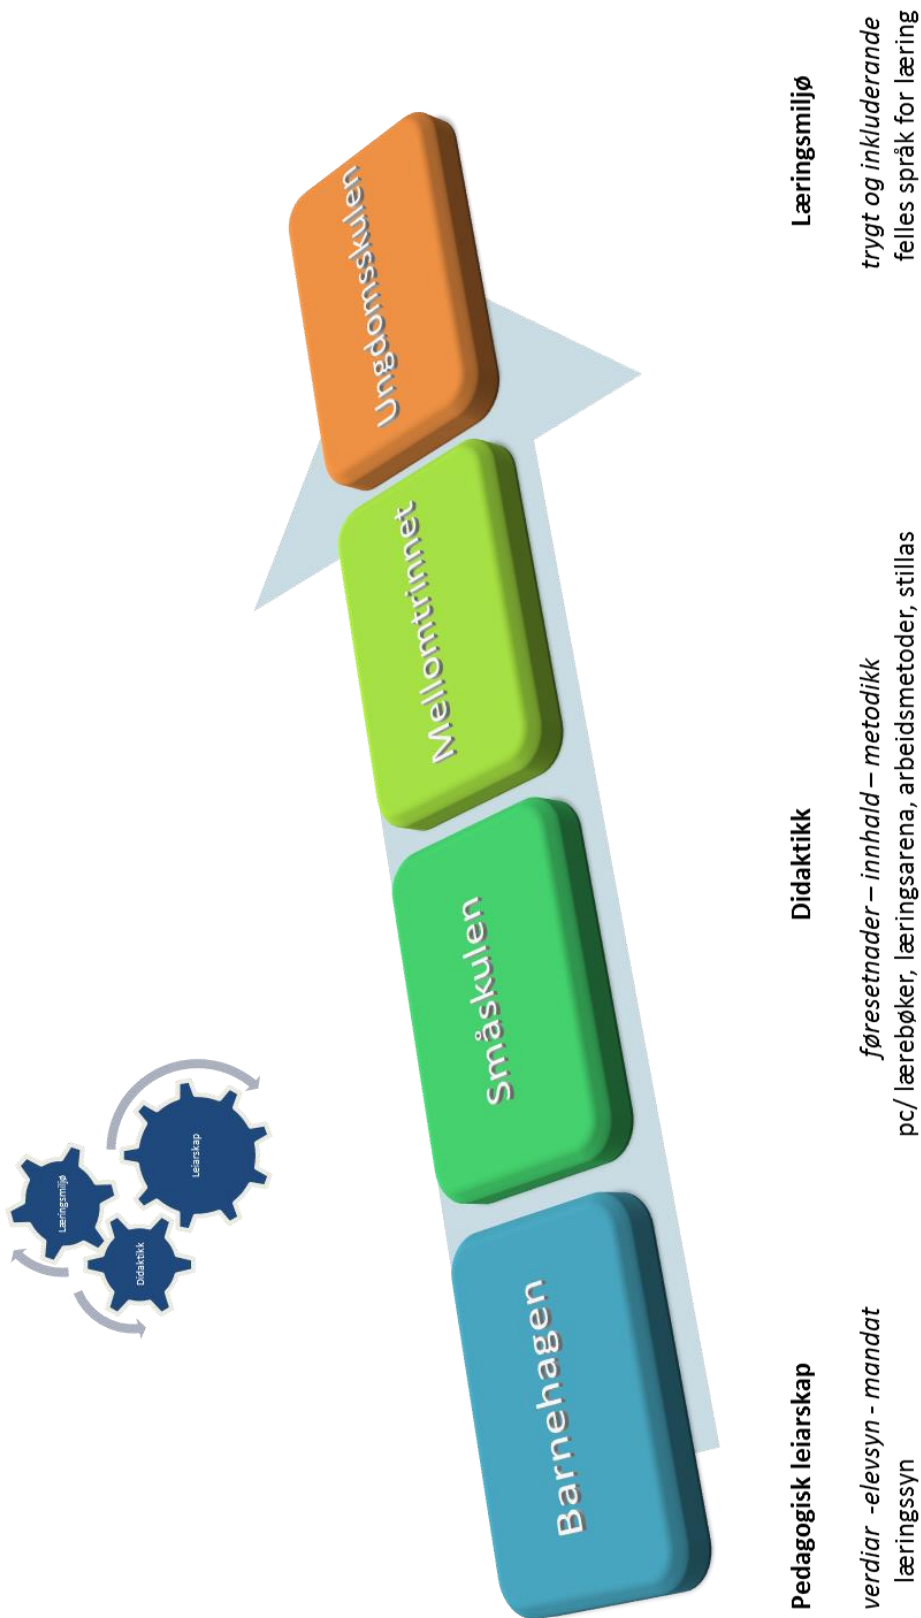 Læringsmiljø
Didaktikk
Leiarskap
Barnehagen
Småskulen
Mellomtrinnet
Ungdomsskulen
Pedagogisk leiarskap
verdiar -elevsyn - mandat
læringssyn
Didaktikk
føresetnader – innhald – metodikk
pc/ lærebøker, læringsarena, arbeidsmetoder, stillas
Læringsmiljø
trygt og inkluderande
felles språk for læring